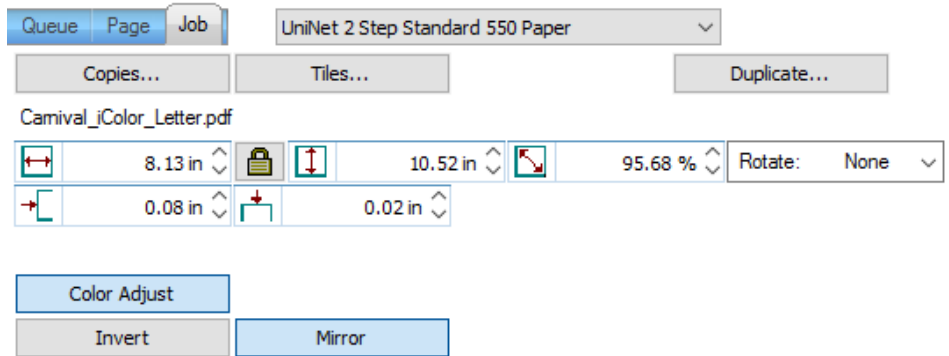 Queue Page Job UniNet 2 Step Standard 550 Paper
Copies... Tiles... Duplicate...
Carnival_iColor_Letter.pdf
8.13 in 10.52 in 95.68 % Rotate: None
0.08 in 0.02 in
Color Adjust
Invert Mirror